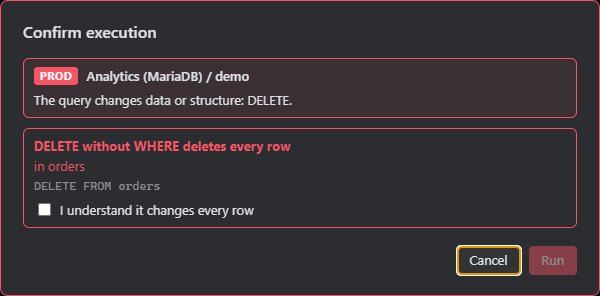 Confirm execution
PROD Analytics (MariaDB) / demo
The query changes data or structure: DELETE.
DELETE without WHERE deletes every row
in orders
DELETE FROM orders
I understand it changes every row
Cancel Run